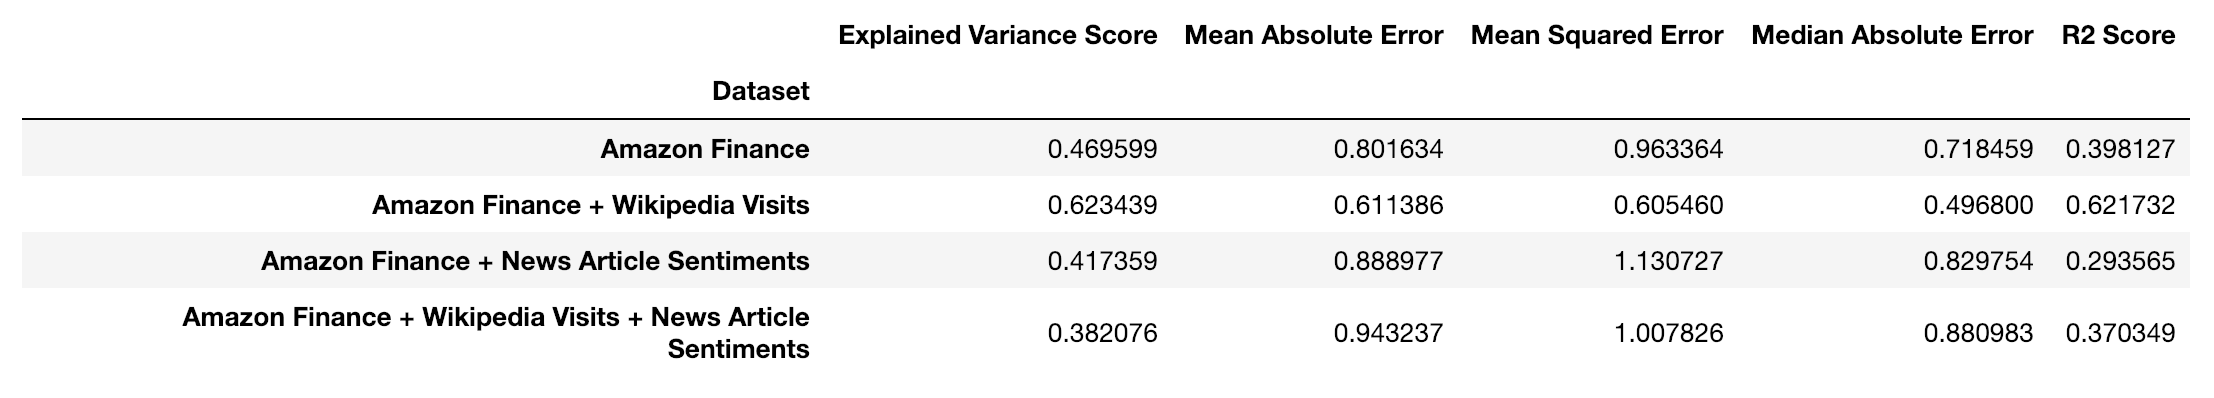 Explained Variance Score Mean Absolute Error Mean Squared Error Median Absolute Error R2 Score
Dataset
Amazon Finance 0.469599 0.801634 0.963364 0.718459 0.398127
Amazon Finance + Wikipedia Visits 0.623439 0.611386 0.605460 0.496800 0.621732
Amazon Finance + News Article Sentiments 0.417359 0.888977 1.130727 0.829754 0.293565
Amazon Finance + Wikipedia Visits + News Article
Sentiments 0.382076 0.943237 1.007826 0.880983 0.370349